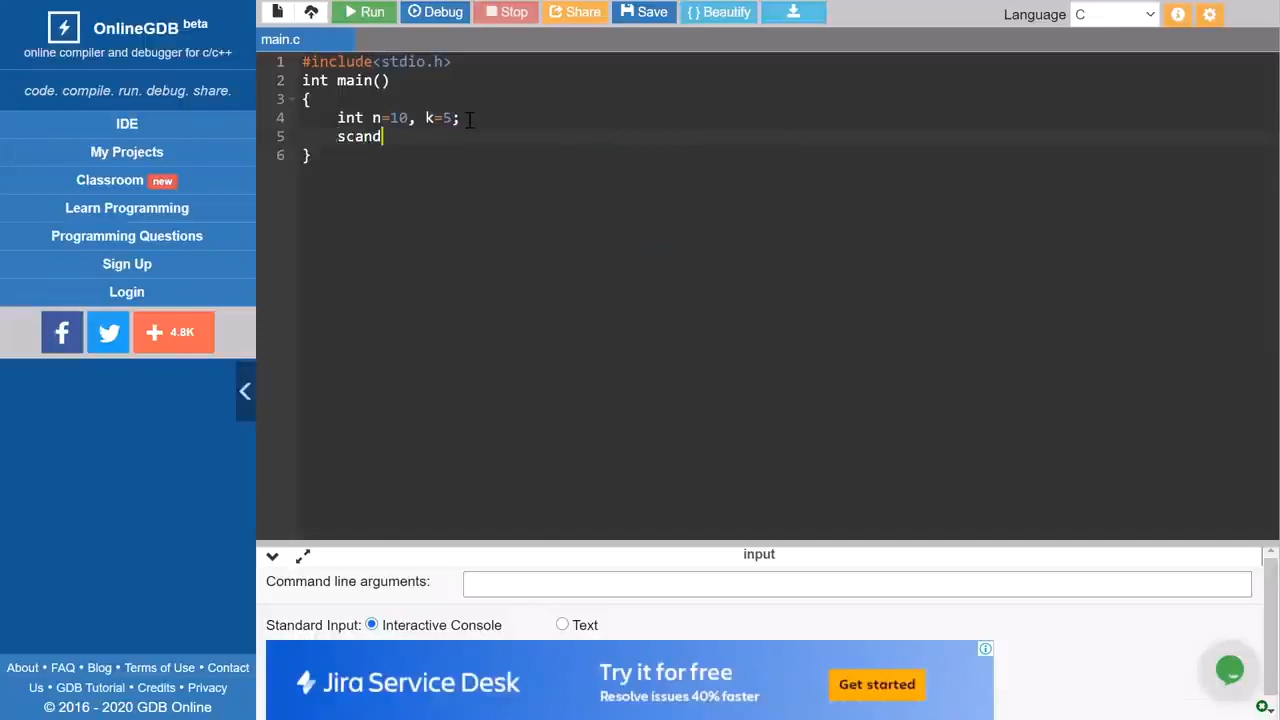 OnlineGDB beta
online compiler and debugger for c/c++
code. compile. run. debug. share.
IDE
My Projects
Classroom new
Learn Programming
Programming Questions
Sign Up
Login
4.8K
About • FAQ • Blog • Terms of Use • Contact
Us • GDB Tutorial • Credits • Privacy
© 2016 - 2020 GDB Online
Run Debug Stop Share Save { } Beautify
Language C
main.c
1 #include<stdio.h>
2 int main()
3 {
4 int n=10, k=5;
5 scand
6 }
input
Command line arguments:
Standard Input: Interactive Console Text
Jira Service Desk
Try it for free
Resolve issues 40% faster
Get started